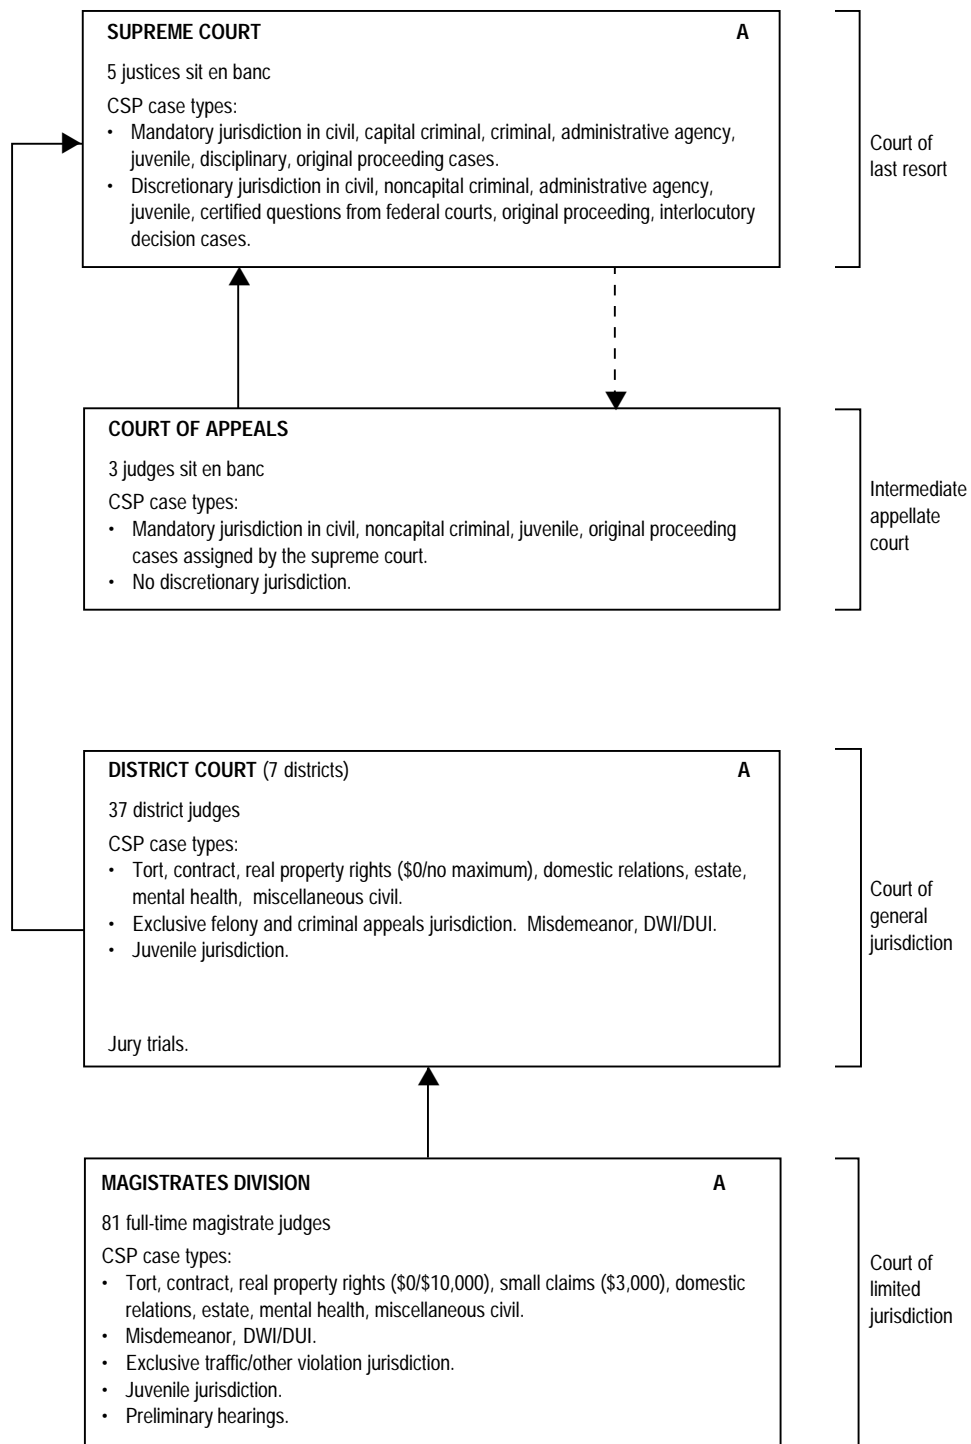 SUPREME COURT A
5 justices sit en banc
CSP case types:
• Mandatory jurisdiction in civil, capital criminal, criminal, administrative agency,
juvenile, disciplinary, original proceeding cases.
• Discretionary jurisdiction in civil, noncapital criminal, administrative agency,
juvenile, certified questions from federal courts, original proceeding, interlocutory
decision cases.
Court of
last resort
COURT OF APPEALS
3 judges sit en banc
CSP case types:
• Mandatory jurisdiction in civil, noncapital criminal, juvenile, original proceeding
cases assigned by the supreme court.
• No discretionary jurisdiction.
Intermediate
appellate
court
DISTRICT COURT (7 districts) A
37 district judges
CSP case types:
• Tort, contract, real property rights ($0/no maximum), domestic relations, estate,
mental health, miscellaneous civil.
• Exclusive felony and criminal appeals jurisdiction. Misdemeanor, DWI/DUI.
• Juvenile jurisdiction.
Jury trials.
Court of
general
jurisdiction
MAGISTRATES DIVISION A
81 full-time magistrate judges
CSP case types:
• Tort, contract, real property rights ($0/$10,000), small claims ($3,000), domestic
relations, estate, mental health, miscellaneous civil.
• Misdemeanor, DWI/DUI.
• Exclusive traffic/other violation jurisdiction.
• Juvenile jurisdiction.
• Preliminary hearings.
Court of
limited
jurisdiction